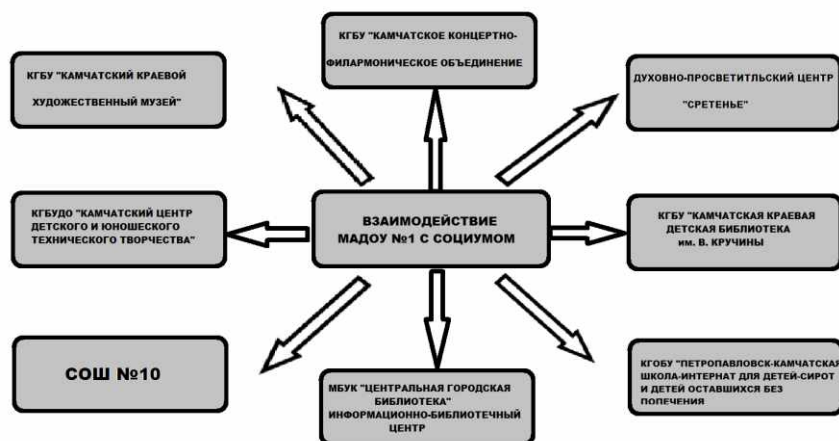 КГБУ "КАМЧАТСКОЕ КОНЦЕРТНО-
ФИЛАРМОНИЧЕСКОЕ ОБЪЕДИНЕНИЕ
КГБУ "КАМЧАТСКИЙ КРАЕВОЙ
ХУДОЖЕСТВЕННЫЙ МУЗЕЙ"
ДУХОВНО-ПРОСВЕТИТЛЬСКИЙ ЦЕНТР
"СРЕТЕНЬЕ"
КГБУДО "КАМЧАТСКИЙ ЦЕНТР
ДЕТСКОГО И ЮНОШЕСКОГО
ТЕХНИЧЕСКОГО ТВОРЧЕСТВА"
ВЗАИМОДЕЙСТВИЕ
МАДОУ №1 С СОЦИУМОМ
КГБУ "КАМЧАТСКАЯ КРАЕВАЯ
ДЕТСКАЯ БИБЛИОТЕКА
им. В. КРУЧИНЫ
СОШ №10
МБУК "ЦЕНТРАЛЬНАЯ ГОРОДСКАЯ
БИБЛИОТЕКА"
ИНФОРМАЦИОННО-БИБЛИОТЕЧНЫЙ
ЦЕНТР
КГОБУ "ПЕТРОПАВЛОВСК-КАМЧАТСКАЯ
ШКОЛА-ИНТЕРНАТ ДЛЯ ДЕТЕЙ-СИРОТ
И ДЕТЕЙ ОСТАВШИХСЯ БЕЗ
ПОПЕЧЕНИЯ